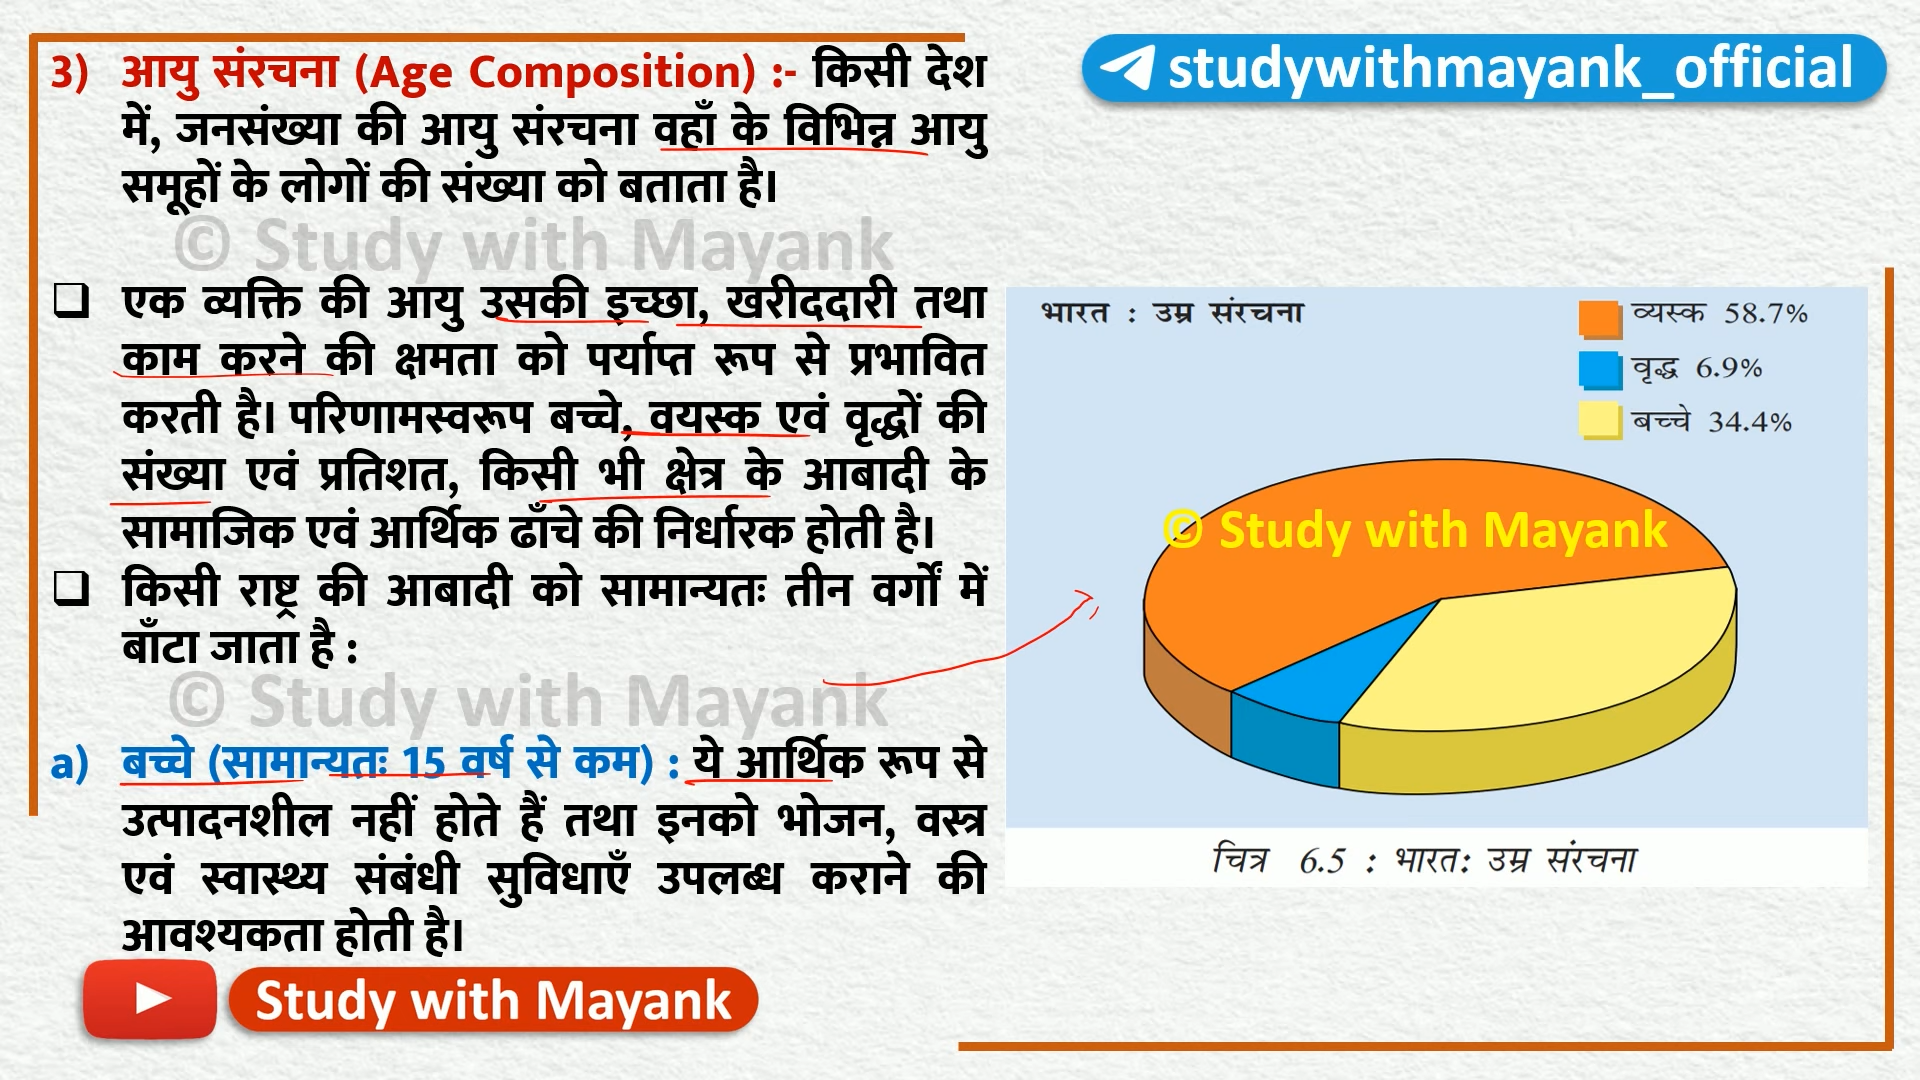 3) आयु संरचना (Age Composition) :- किसी देश
में, जनसंख्या की आयु संरचना वहाँ के विभिन्न आयु
समूहों के लोगों की संख्या को बताता है।
© Study with Mayank
❑ एक व्यक्ति की आयु उसकी इच्छा, खरीददारी तथा
काम करने की क्षमता को पर्याप्त रूप से प्रभावित
करती है। परिणामस्वरूप बच्चे, वयस्क एवं वृद्धों की
संख्या एवं प्रतिशत, किसी भी क्षेत्र के आबादी के
सामाजिक एवं आर्थिक ढाँचे की निर्धारक होती है।
❑ किसी राष्ट्र की आबादी को सामान्यतः तीन वर्गों में
बाँटा जाता है :
© Study with Mayank
a) बच्चे (सामान्यतः 15 वर्ष से कम) : ये आर्थिक रूप से
उत्पादनशील नहीं होते हैं तथा इनको भोजन, वस्त्र
एवं स्वास्थ्य संबंधी सुविधाएँ उपलब्ध कराने की
आवश्यकता होती है।
Study with Mayank
studywithmayank_official
भारत : उम्र संरंचना
व्यस्क 58.7%
वृद्ध 6.9%
बच्चे 34.4%
© Study with Mayank
चित्र 6.5 : भारत: उम्र संरचना